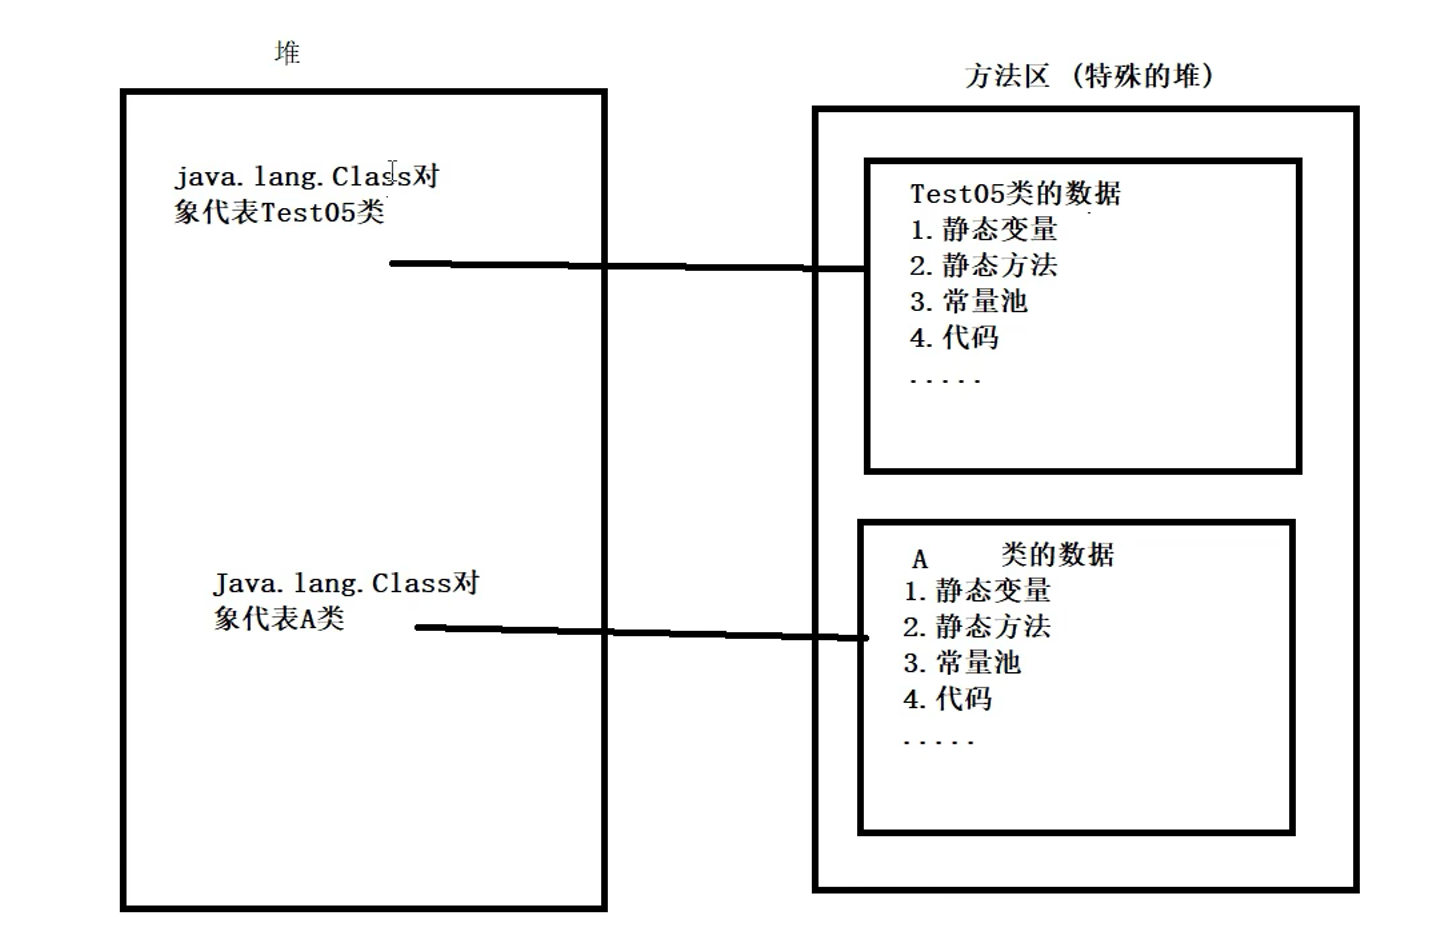 堆
java.lang.Class对
象代表Test05类
Java.lang.Class对
象代表A类
方法区 (特殊的堆)
Test05类的数据
1.静态变量
2.静态方法
3.常量池
4.代码
.....
A 类的数据
1.静态变量
2.静态方法
3.常量池
4.代码
.....